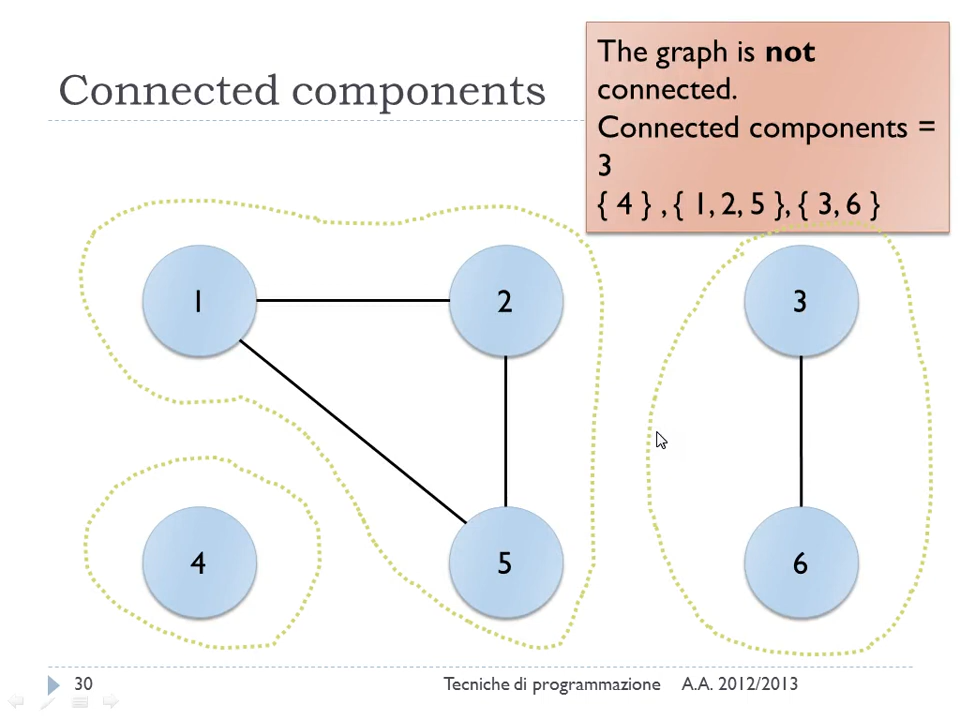 Connected components
The graph is not
connected.
Connected components =
3
{ 4 } , { 1, 2, 5 }, { 3, 6 }
1
2
3
4
5
6
30
Tecniche di programmazione
A.A. 2012/2013